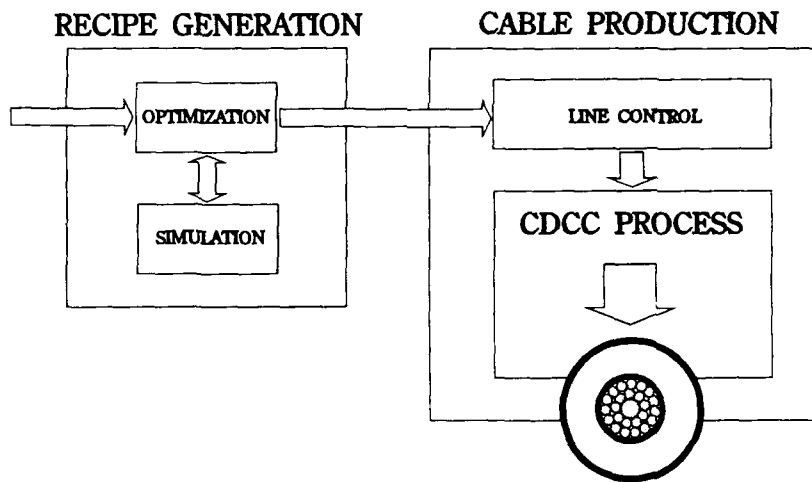 RECIPE GENERATION
CABLE PRODUCTION
OPTIMIZATION
LINE CONTROL
SIMULATION
CDCC PROCESS